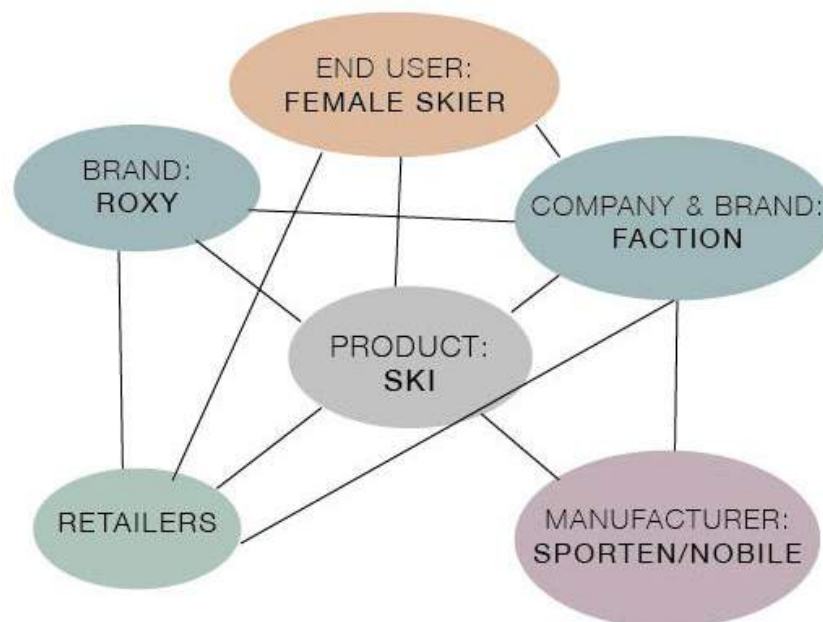 END USER:
FEMALE SKIER
BRAND:
ROXY
COMPANY & BRAND:
FACTION
PRODUCT:
SKI
RETAILERS
MANUFACTURER:
SPORTEN/NOBILE